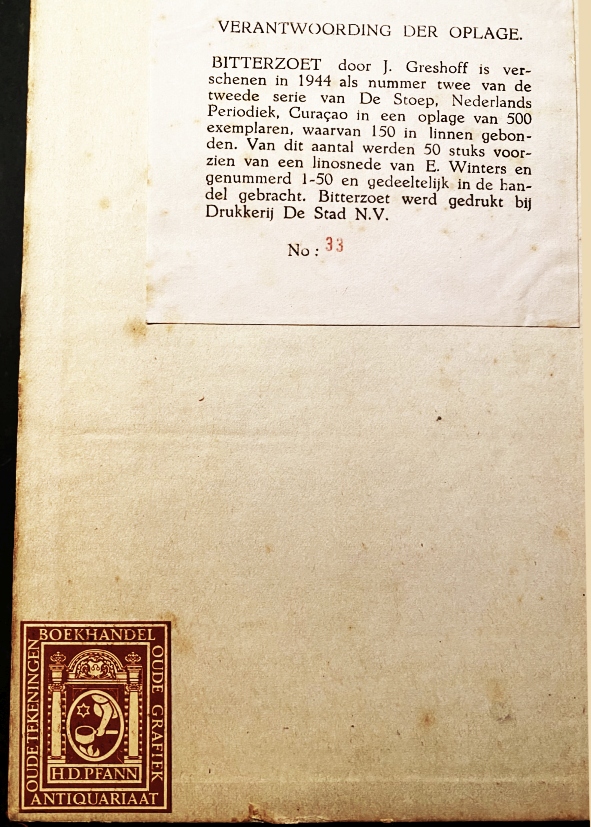 VERANTWOORDING DER OPLAGE.
BITTERZOET door J. Greshoff is ver-
schenen in 1944 als nummer twee van de
tweede serie van De Stoep, Nederlands
Periodiek, Curaçao in een oplage van 500
exemplaren, waarvan 150 in linnen gebon-
den. Van dit aantal werden 50 stuks voor-
zien van een linosnede van E. Winters en
genummerd 1-50 en gedeeltelijk in de han-
del gebracht. Bitterzoet werd gedrukt bij
Drukkerij De Stad N.V.
No: 33
BOEKHANDEL
OUDE TEKENINGEN
OUDE GRAFIEK
H.D.PFANN
ANTIQUARIAAT